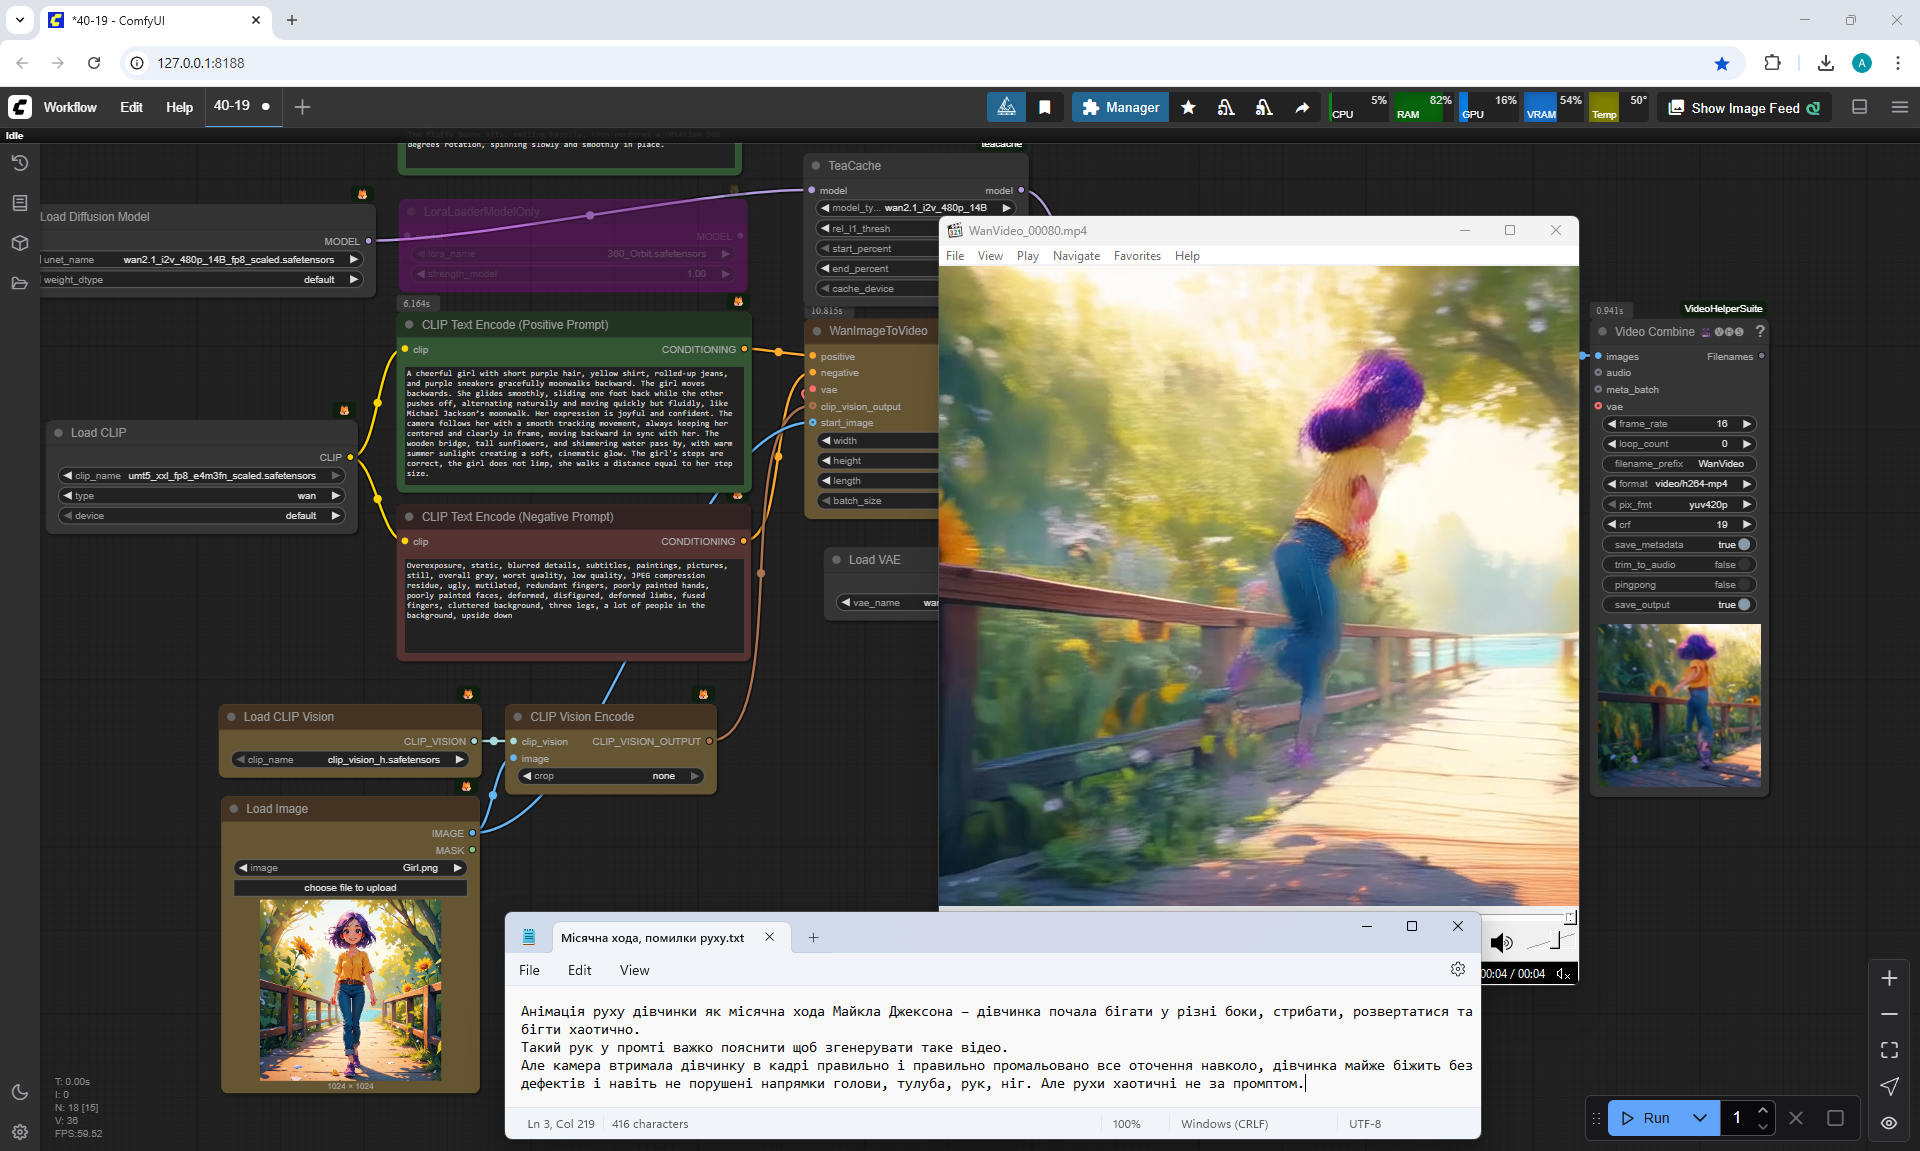 *40-19 - ComfyUI
127.0.0.1:8188
A
Workflow
Edit
Help
40-19
Manager
5%
CPU
82%
RAM
16%
GPU
54%
VRAM
50°
Temp
Show Image Feed
Idle
degrees rotation, spinning slowly and smoothly in place.
Load Diffusion Model
MODEL
unet_name wan2.1_i2v_480p_14B_fp8_scaled.safetensors
weight_dtype default
LoraLoaderModelOnly
MODEL
lora_name 360_Orbit.safetensors
strength_model 1.00
teacache
TeaCache
model model
model_ty... wan2.1_i2v_480p_14B
rel_l1_thresh
start_percent
end_percent
cache_device
6.164s
CLIP Text Encode (Positive Prompt)
clip CONDITIONING
A cheerful girl with short purple hair, yellow shirt, rolled-up jeans,
and purple sneakers gracefully moonwalks backward. The girl moves
backwards. She glides smoothly, sliding one foot back while the other
pushes off, alternating naturally and moving quickly but fluidly, like
Michael Jackson's moonwalk. Her expression is joyful and confident. The
camera follows her with a smooth tracking movement, always keeping her
centered and clearly in frame, moving backward in sync with her. The
wooden bridge, tall sunflowers, and shimmering water pass by, with warm
summer sunlight creating a soft, cinematic glow. The girl's steps are
correct, the girl does not limp, she walks a distance equal to her step
size.
10.815s
WanImageToVideo
positive
negative
vae
clip_vision_output
start_image
width
height
length
batch_size
Load CLIP
CLIP
clip_name umt5_xxl_fp8_e4m3fn_scaled.safetensors
type wan
device default
CLIP Text Encode (Negative Prompt)
clip CONDITIONING
Overexposure, static, blurred details, subtitles, paintings, pictures,
still, overall gray, worst quality, low quality, JPEG compression
residue, ugly, mutilated, redundant fingers, poorly painted hands,
poorly painted faces, deformed, disfigured, deformed limbs, fused
fingers, cluttered background, three legs, a lot of people in the
background, upside down
Load VAE
vae_name
Load CLIP Vision
CLIP_VISION
clip_name clip_vision_h.safetensors
CLIP Vision Encode
clip_vision CLIP_VISION_OUTPUT
image
crop none
Load Image
IMAGE
MASK
image Girl.png
choose file to upload
1024 × 1024
WanVideo_00080.mp4
File View Play Navigate Favorites Help
00:04 / 00:04
0.941s
VideoHelperSuite
Video Combine VHS ?
images Filenames
audio
meta_batch
vae
frame_rate 16
loop_count 0
filename_prefix WanVideo
format video/h264-mp4
pix_fmt yuv420p
crf 19
save_metadata true
trim_to_audio false
pingpong false
save_output true
Місячна хода, помилки руху.txt
File Edit View
Анімація руху дівчинки як місячна хода Майкла Джексона – дівчинка почала бігати у різні боки, стрибати, розвертатися та
бігти хаотично.
Такий рук у промті важко пояснити щоб згенерувати таке відео.
Але камера втримала дівчинку в кадрі правильно і правильно промальовано все оточення навколо, дівчинка майже біжить без
дефектів і навіть не порушені напрямки голови, тулуба, рук, ніг. Але рухи хаотичні не за промптом.
Ln 3, Col 219
416 characters
100%
Windows (CRLF)
UTF-8
T: 0.00s
I: 0
N: 18 [15]
V: 36
FPS:59.52
Run
1